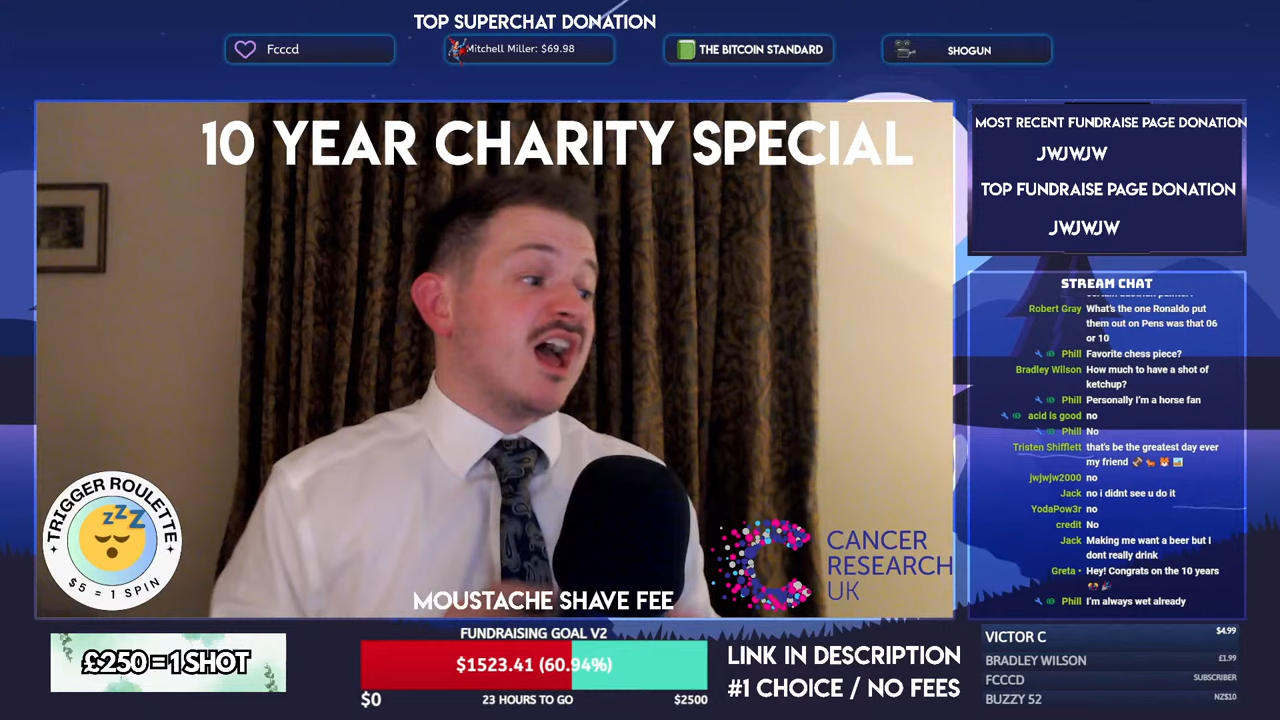 TOP SUPERCHAT DONATION
Fcccd
Mitchell Miller: $69.98
THE BITCOIN STANDARD
SHOGUN
10 YEAR CHARITY SPECIAL
MOST RECENT FUNDRAISE PAGE DONATION
JWJWJW
TOP FUNDRAISE PAGE DONATION
JWJWJW
STREAM CHAT
Robert Gray What's the one Ronaldo put
them out on Pens was that 06
or 10
Phill Favorite chess piece?
Bradley Wilson How much to have a shot of
ketchup?
Phill Personally I'm a horse fan
acid is good no
Phill No
Tristen Shifflett that's be the greatest day ever
my friend
jwjwjw2000 no
Jack no i didnt see u do it
YodaPow3r no
credit No
Jack Making me want a beer but I
dont really drink
Greta Hey! Congrats on the 10 years
Phill I'm always wet already
TRIGGER ROULETTE
ZZZ
$5 = 1 SPIN
CANCER
RESEARCH
UK
MOUSTACHE SHAVE FEE
£250 = 1 SHOT
FUNDRAISING GOAL V2
$1523.41 (60.94%)
$0
23 HOURS TO GO
$2500
LINK IN DESCRIPTION
#1 CHOICE / NO FEES
VICTOR C $4.99
BRADLEY WILSON £1.99
FCCCD SUBSCRIBER
BUZZY 52 NZ$10